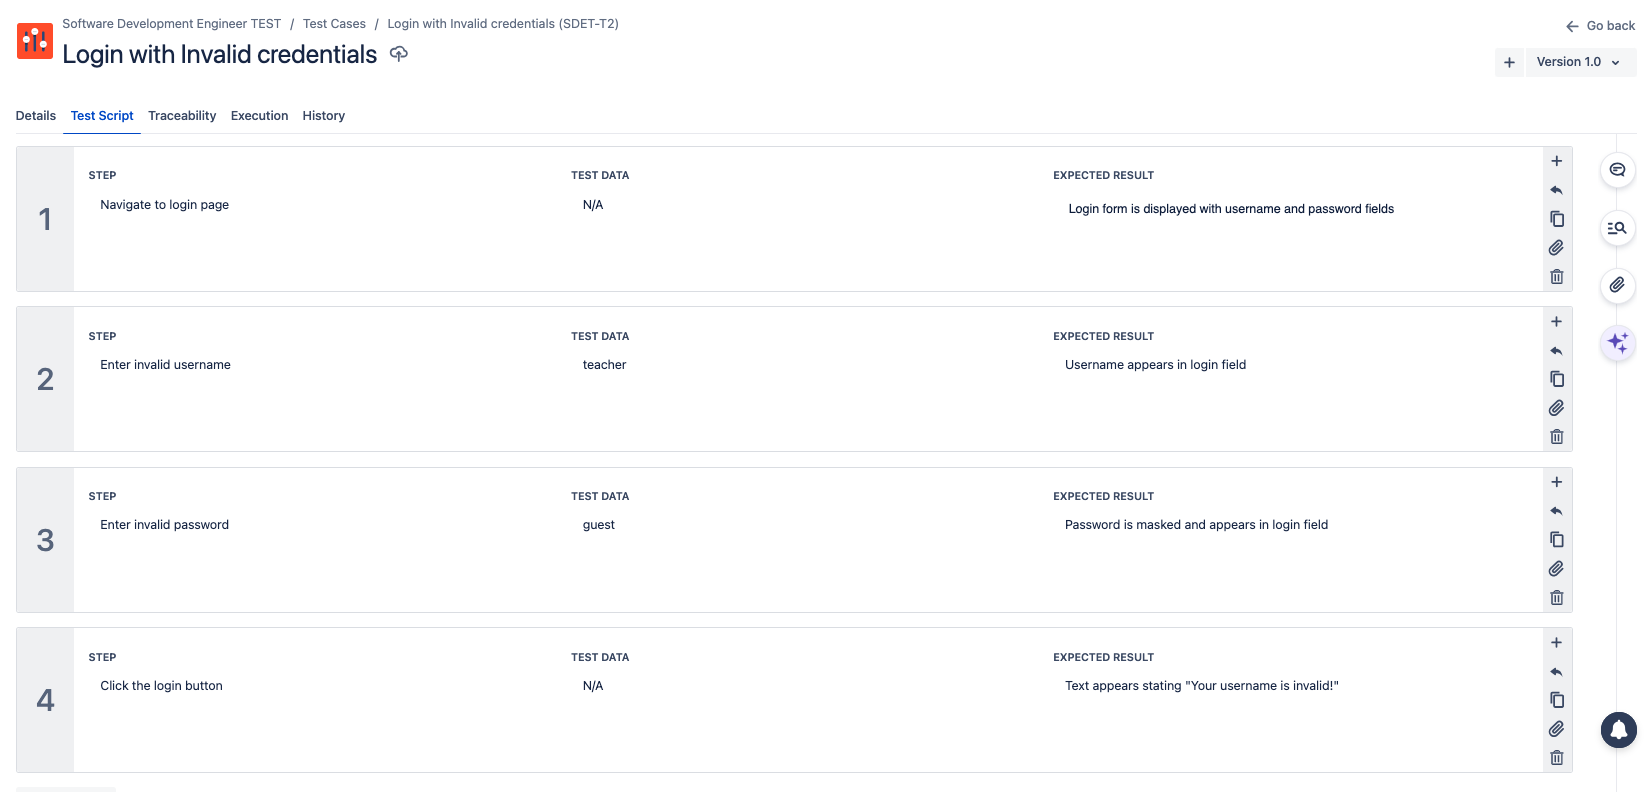 Software Development Engineer TEST / Test Cases / Login with Invalid credentials (SDET-T2)
Go back
Login with Invalid credentials
Version 1.0
Details Test Script Traceability Execution History
1
STEP TEST DATA EXPECTED RESULT
Navigate to login page N/A Login form is displayed with username and password fields
2
STEP TEST DATA EXPECTED RESULT
Enter invalid username teacher Username appears in login field
3
STEP TEST DATA EXPECTED RESULT
Enter invalid password guest Password is masked and appears in login field
4
STEP TEST DATA EXPECTED RESULT
Click the login button N/A Text appears stating "Your username is invalid!"